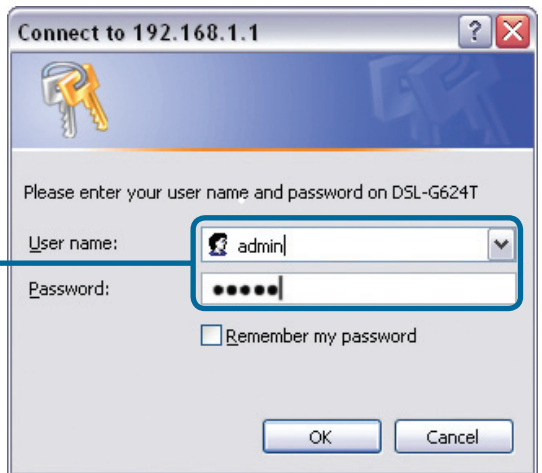 Connect to 192.168.1.1
Please enter your user name and password on DSL-G624T
User name:
admin
Password:
●●●●●
Remember my password
OK
Cancel